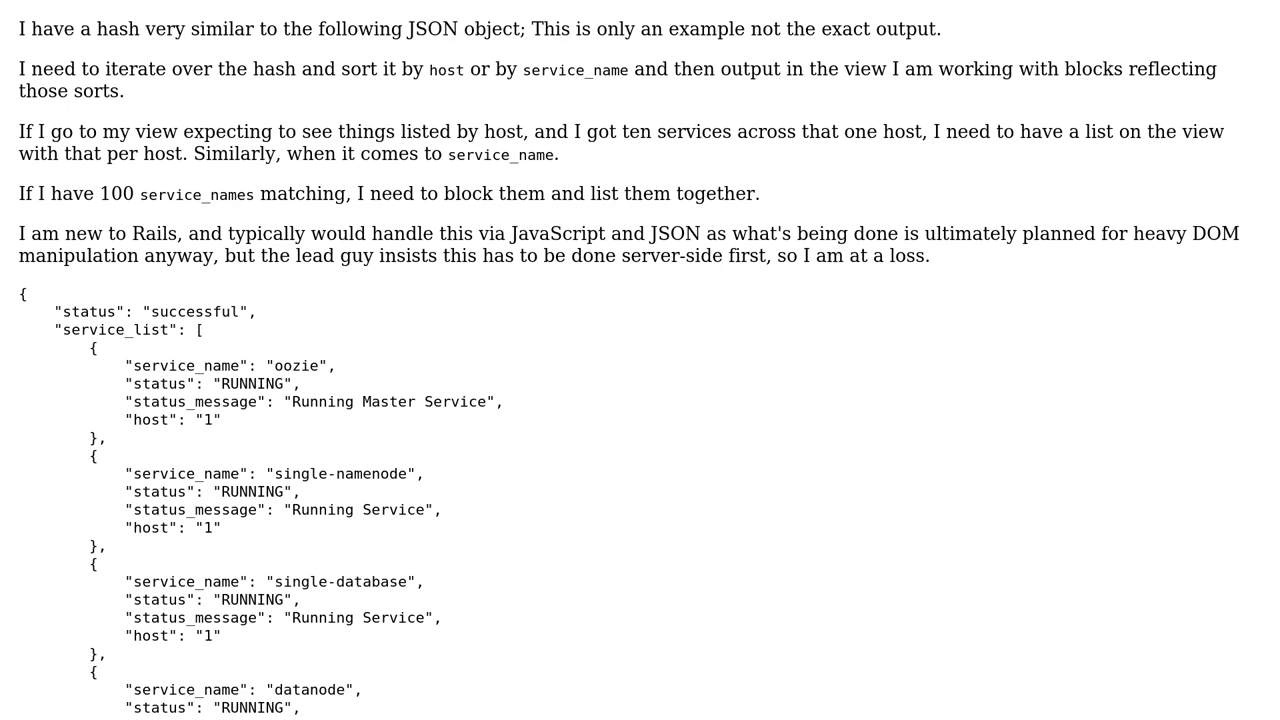 I have a hash very similar to the following JSON object; This is only an example not the exact output.
I need to iterate over the hash and sort it by host or by service_name and then output in the view I am working with blocks reflecting
those sorts.
If I go to my view expecting to see things listed by host, and I got ten services across that one host, I need to have a list on the view
with that per host. Similarly, when it comes to service_name.
If I have 100 service_names matching, I need to block them and list them together.
I am new to Rails, and typically would handle this via JavaScript and JSON as what's being done is ultimately planned for heavy DOM
manipulation anyway, but the lead guy insists this has to be done server-side first, so I am at a loss.
{
    "status": "successful",
    "service_list": [
        {
            "service_name": "oozie",
            "status": "RUNNING",
            "status_message": "Running Master Service",
            "host": "1"
        },
        {
            "service_name": "single-namenode",
            "status": "RUNNING",
            "status_message": "Running Service",
            "host": "1"
        },
        {
            "service_name": "single-database",
            "status": "RUNNING",
            "status_message": "Running Service",
            "host": "1"
        },
        {
            "service_name": "datanode",
            "status": "RUNNING",